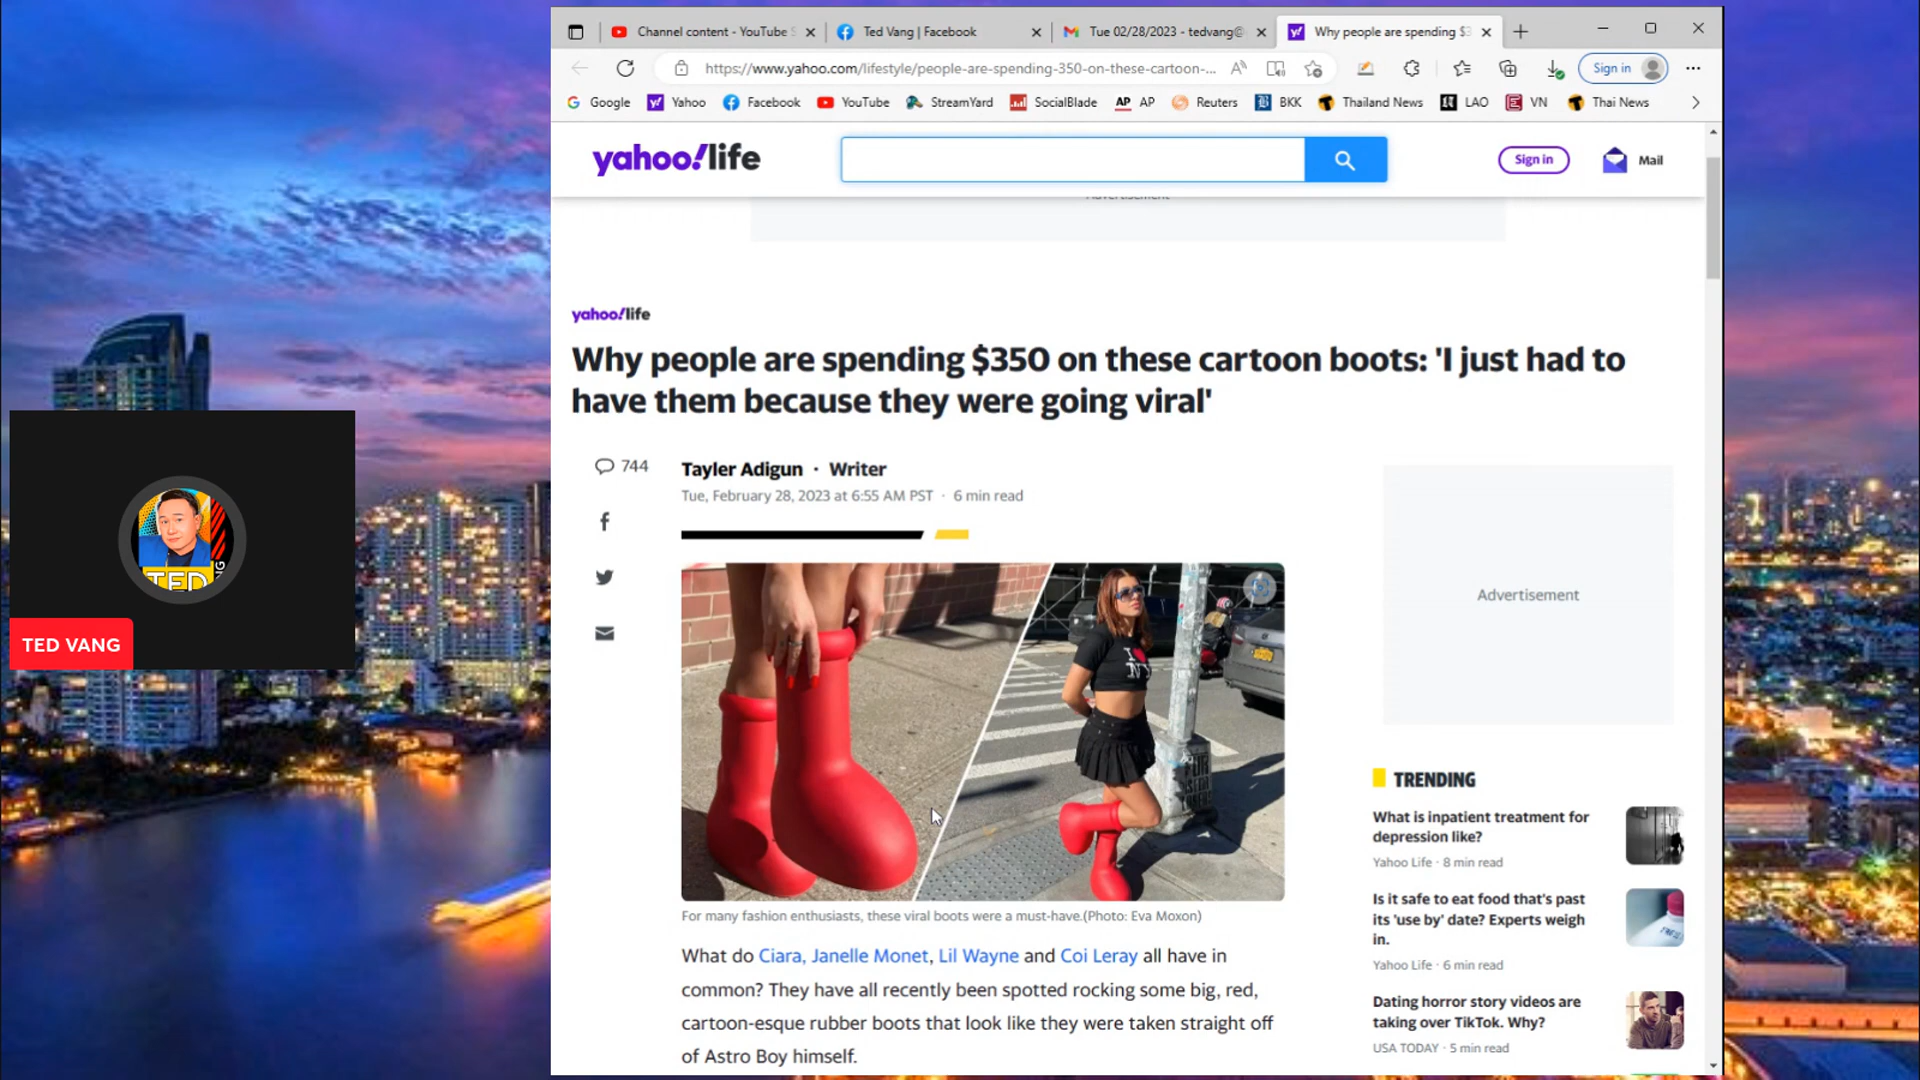 Channel content - YouTube S
Ted Vang | Facebook
Tue 02/28/2023 - tedvang@
Why people are spending $3
https://www.yahoo.com/lifestyle/people-are-spending-350-on-these-cartoon-...
Sign in
Google
Yahoo
Facebook
YouTube
StreamYard
SocialBlade
AP AP
Reuters
BKK
Thailand News
LAO
VN
Thai News
yahoo!life
Sign in
Mail
Advertisement
yahoo!life
Why people are spending $350 on these cartoon boots: 'I just had to
have them because they were going viral'
744
Tayler Adigun · Writer
Tue, February 28, 2023 at 6:55 AM PST · 6 min read
I ❤ NY
For many fashion enthusiasts, these viral boots were a must-have.(Photo: Eva Moxon)
What do Ciara, Janelle Monet, Lil Wayne and Coi Leray all have in
common? They have all recently been spotted rocking some big, red,
cartoon-esque rubber boots that look like they were taken straight off
of Astro Boy himself.
Advertisement
TRENDING
What is inpatient treatment for
depression like?
Yahoo Life · 8 min read
Is it safe to eat food that's past
its 'use by' date? Experts weigh
in.
Yahoo Life · 6 min read
Dating horror story videos are
taking over TikTok. Why?
USA TODAY · 5 min read
TED
TED VANG